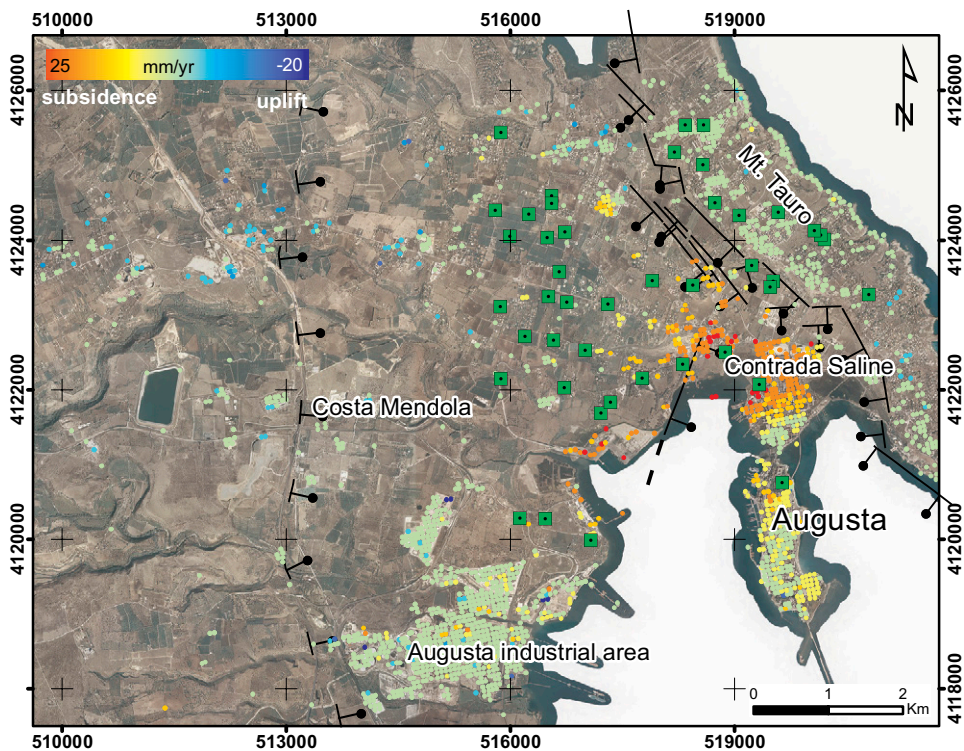 510000 513000 516000 519000
25 mm/yr -20
subsidence uplift
4126000 4126000
N
Mt. Tauro
4124000 4124000
4122000 4122000
Contrada Saline
Costa Mendola
Augusta
4120000 4120000
Augusta industrial area
0 1 2
Km
4118000 4118000
510000 513000 516000 519000